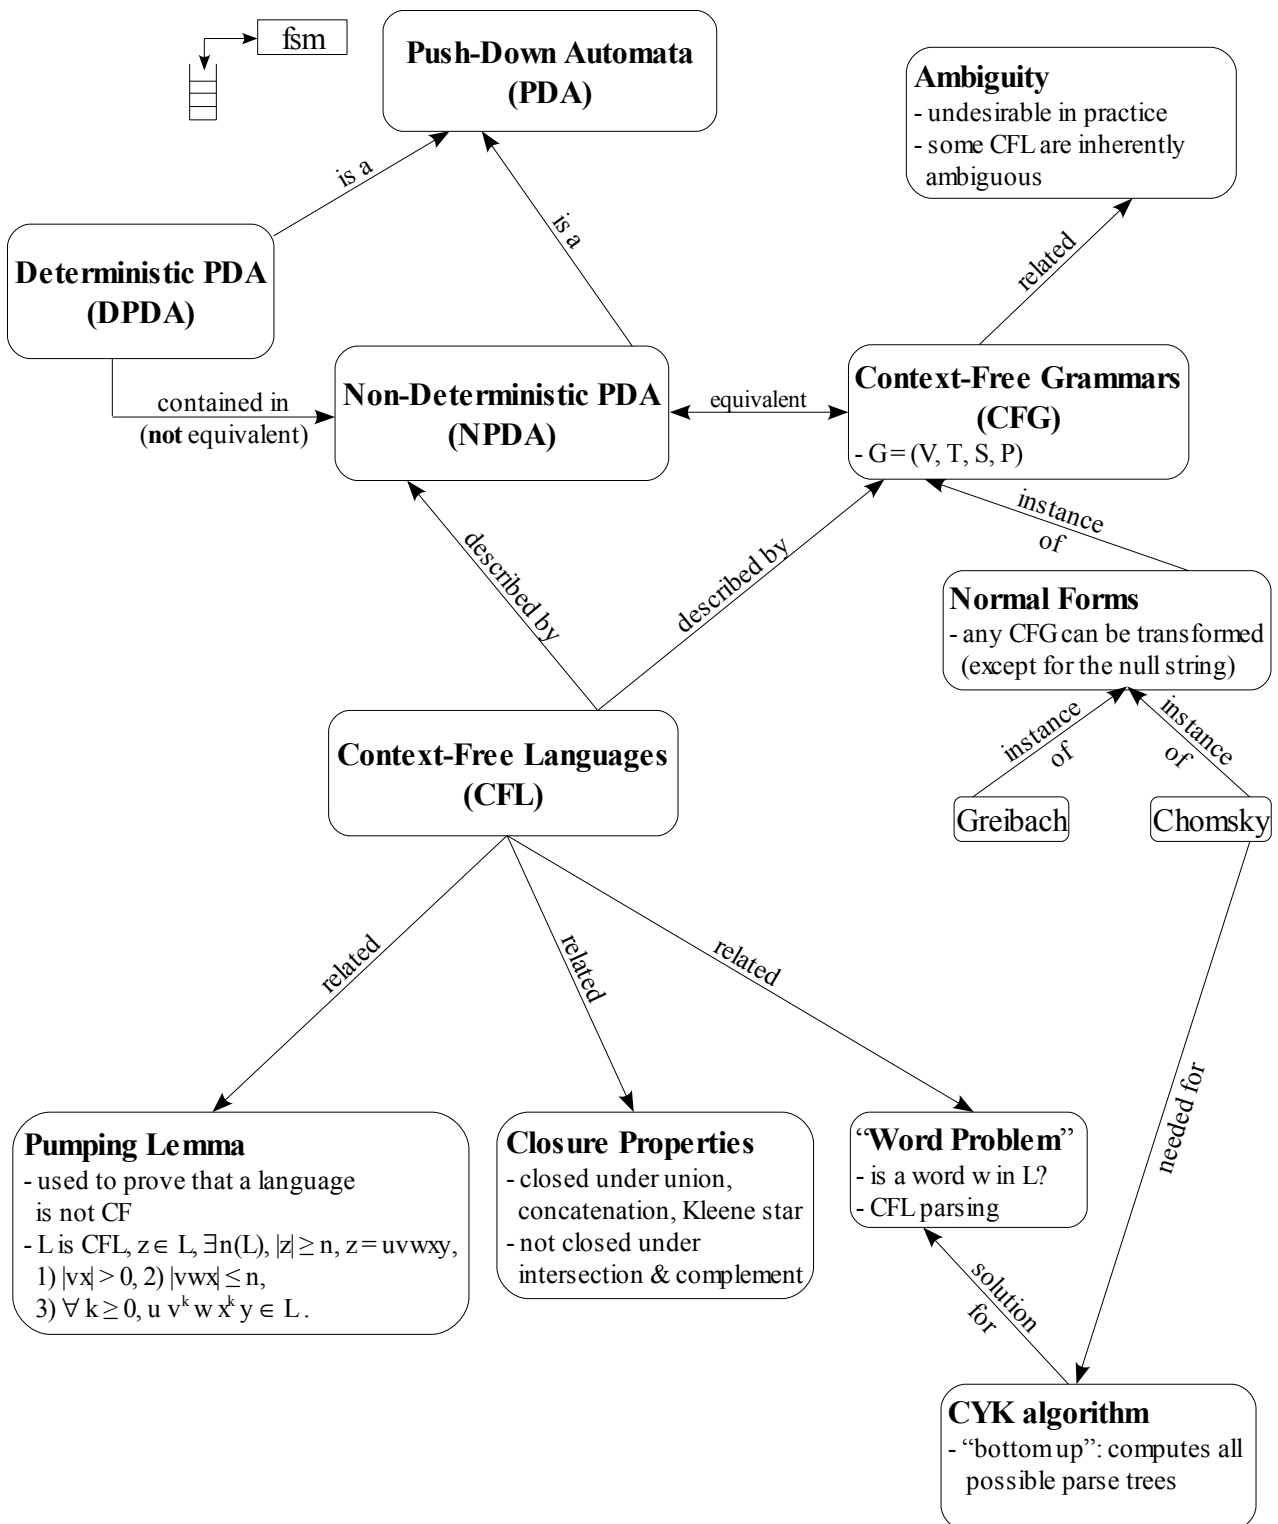 fsm
Push-Down Automata
(PDA)
Ambiguity
- undesirable in practice
- some CFL are inherently
ambiguous
is a
is a
related
Deterministic PDA
(DPDA)
contained in
(not equivalent)
Non-Deterministic PDA
(NPDA)
equivalent
Context-Free Grammars
(CFG)
- G = (V, T, S, P)
described by
described by
instance
of
Normal Forms
- any CFG can be transformed
(except for the null string)
instance
of
instance
of
Greibach
Chomsky
Context-Free Languages
(CFL)
related
related
related
needed for
Pumping Lemma
- used to prove that a language
is not CF
- L is CFL, z ∈ L, ∃n(L), |z| ≥ n, z = uvwxy,
1) |vx| > 0, 2) |vwx| ≤ n,
3) ∀ k ≥ 0, u vᵏ w xᵏ y ∈ L .
Closure Properties
- closed under union,
concatenation, Kleene star
- not closed under
intersection & complement
“Word Problem”
- is a word w in L?
- CFL parsing
solution
for
CYK algorithm
- “bottom up”: computes all
possible parse trees